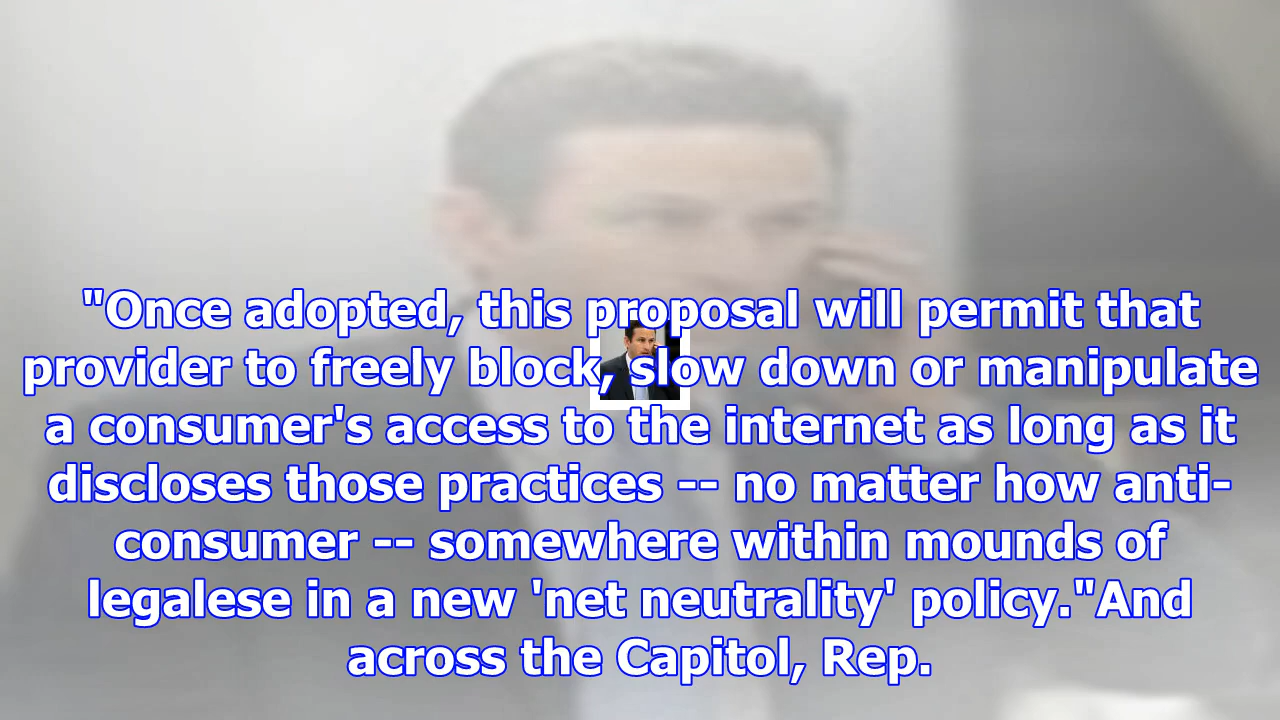 "Once adopted, this proposal will permit that
provider to freely block, slow down or manipulate
a consumer's access to the internet as long as it
discloses those practices -- no matter how anti-
consumer -- somewhere within mounds of
legalese in a new 'net neutrality' policy."And
across the Capitol, Rep.